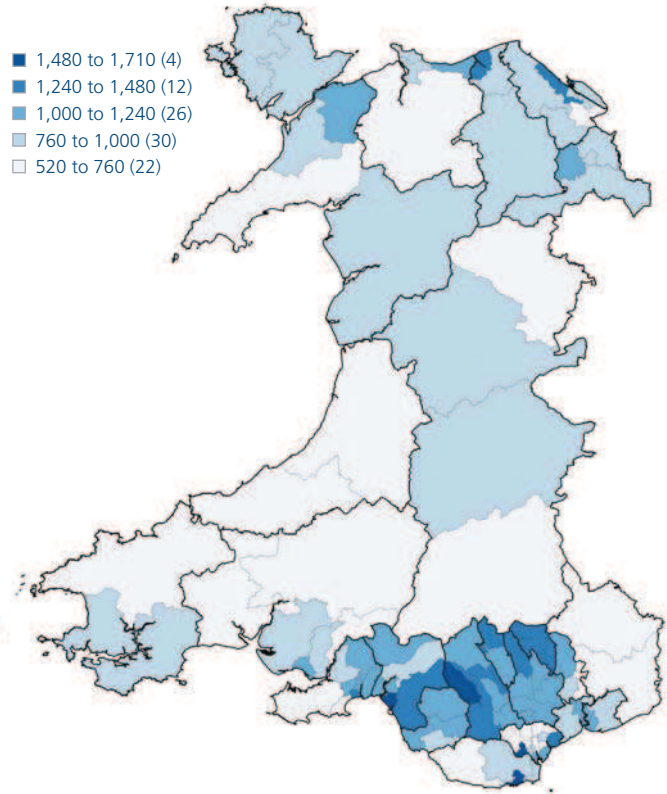 1,480 to 1,710 (4)
1,240 to 1,480 (12)
1,000 to 1,240 (26)
760 to 1,000 (30)
520 to 760 (22)